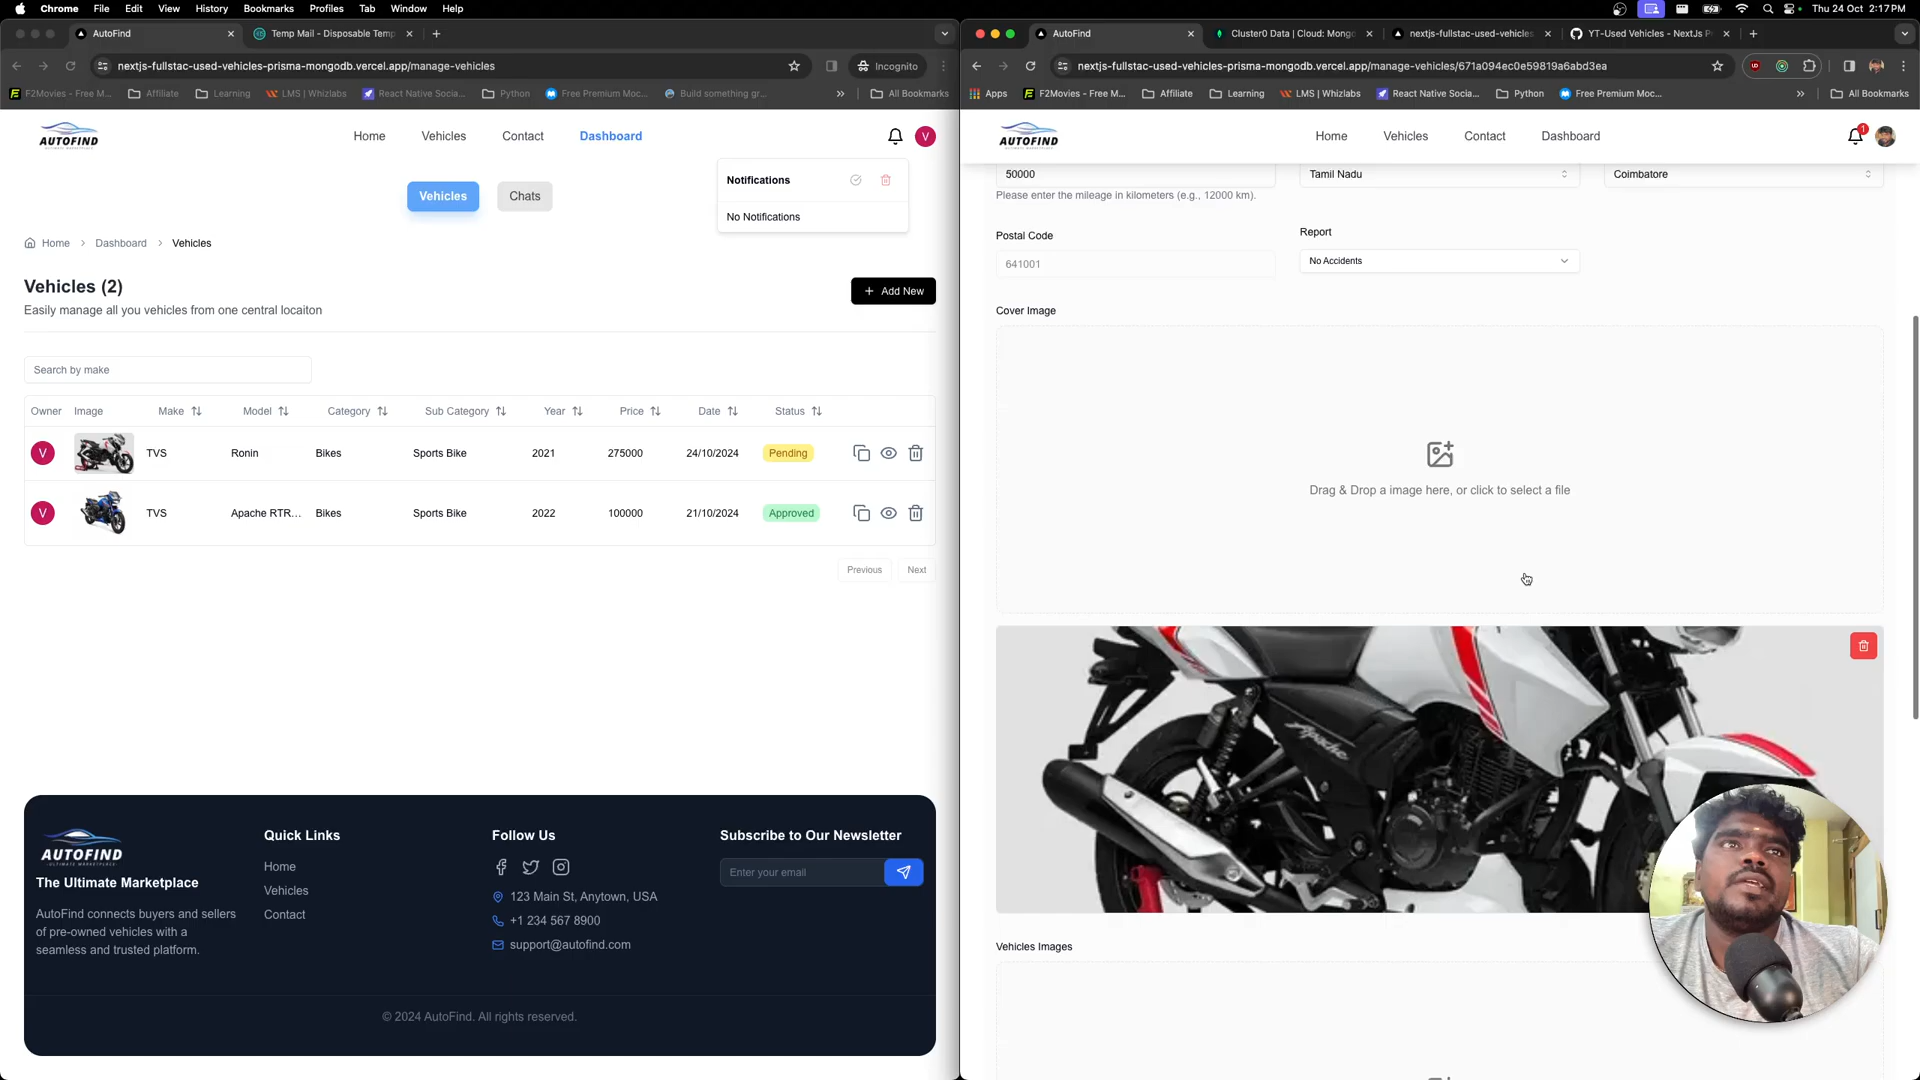 Chrome File Edit View History Bookmarks Profiles Tab Window Help
Thu 24 Oct 2:17 PM
AutoFind
Temp Mail - Disposable Temp
nextjs-fullstac-used-vehicles-prisma-mongodb.vercel.app/manage-vehicles
Incognito
F2Movies - Free M...
Affiliate
Learning
LMS | Whizlabs
React Native Socia...
Python
Free Premium Moc...
Build something gr...
All Bookmarks
AUTOFIND
Home
Vehicles
Contact
Dashboard
V
Notifications
No Notifications
Vehicles
Chats
Home > Dashboard > Vehicles
Vehicles (2)
Easily manage all you vehicles from one central locaiton
+ Add New
Search by make
Owner Image Make Model Category Sub Category Year Price Date Status
V TVS Ronin Bikes Sports Bike 2021 275000 24/10/2024 Pending
V TVS Apache RTR... Bikes Sports Bike 2022 100000 21/10/2024 Approved
Previous Next
AUTOFIND
The Ultimate Marketplace
AutoFind connects buyers and sellers
of pre-owned vehicles with a
seamless and trusted platform.
Quick Links
Home
Vehicles
Contact
Follow Us
123 Main St, Anytown, USA
+1 234 567 8900
support@autofind.com
Subscribe to Our Newsletter
Enter your email
© 2024 AutoFind. All rights reserved.
AutoFind
Cluster0 Data | Cloud: Mong
nextjs-fullstac-used-vehicles
YT-Used Vehicles - NextJs P
nextjs-fullstac-used-vehicles-prisma-mongodb.vercel.app/manage-vehicles/671a094ec0e59819a6abd3ea
Apps
F2Movies - Free M...
Affiliate
Learning
LMS | Whizlabs
React Native Socia...
Python
Free Premium Moc...
All Bookmarks
AUTOFIND
Home
Vehicles
Contact
Dashboard
1
50000
Tamil Nadu
Coimbatore
Please enter the mileage in kilometers (e.g., 12000 km).
Postal Code
641001
Report
No Accidents
Cover Image
Drag & Drop a image here, or click to select a file
Apache
Vehicles Images